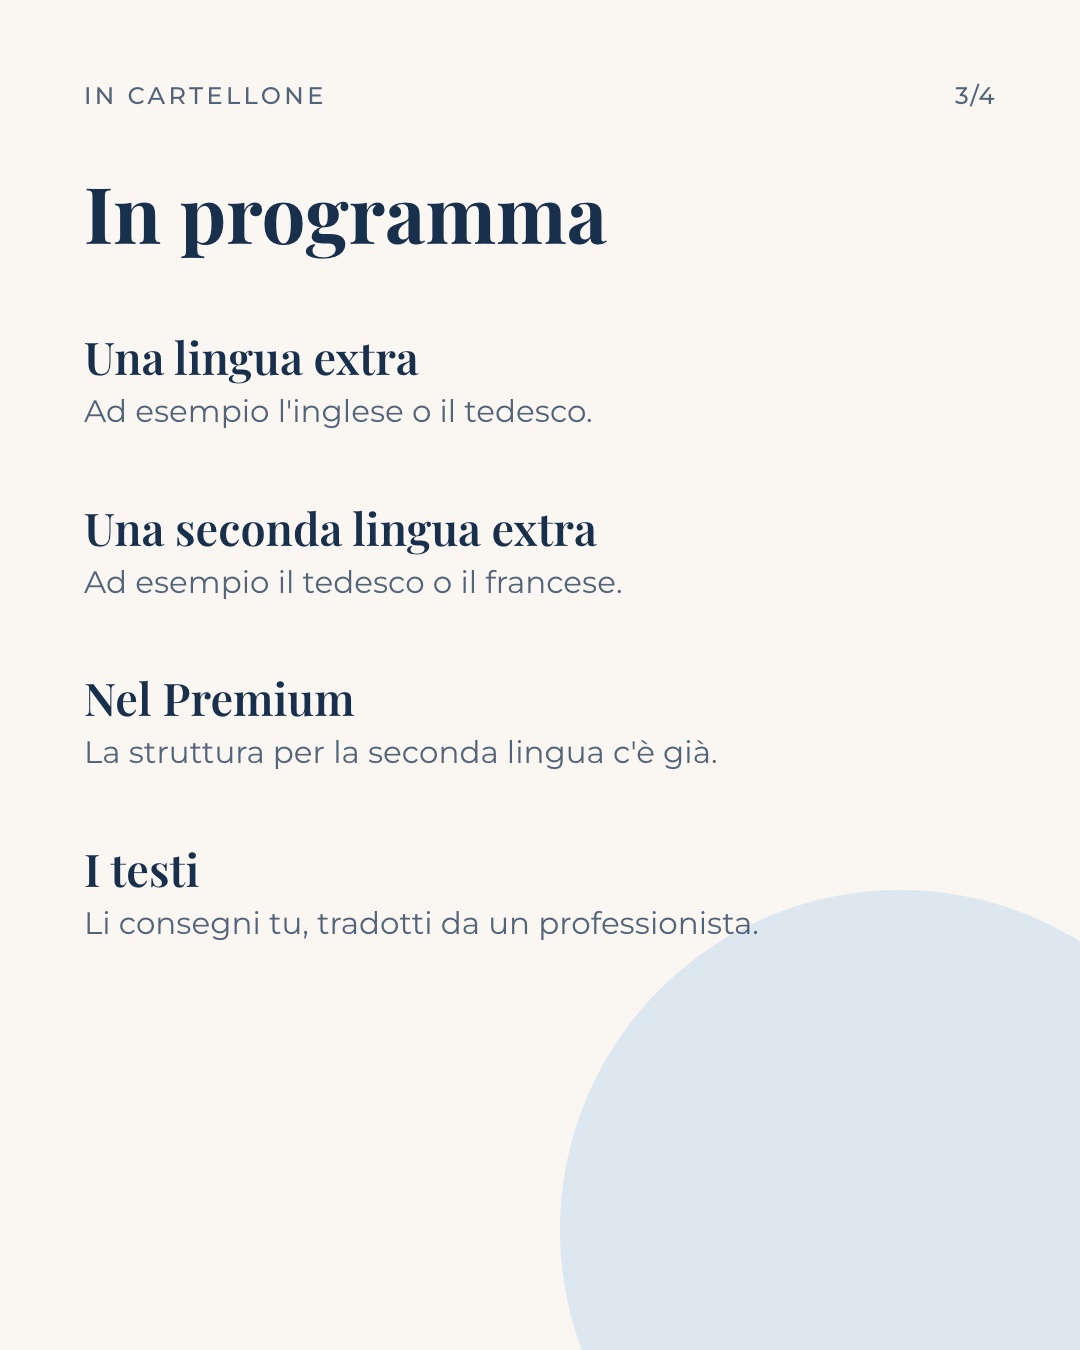 IN CARTELLONE
3/4
In programma
Una lingua extra
Ad esempio l'inglese o il tedesco.
Una seconda lingua extra
Ad esempio il tedesco o il francese.
Nel Premium
La struttura per la seconda lingua c'è già.
I testi
Li consegni tu, tradotti da un professionista.